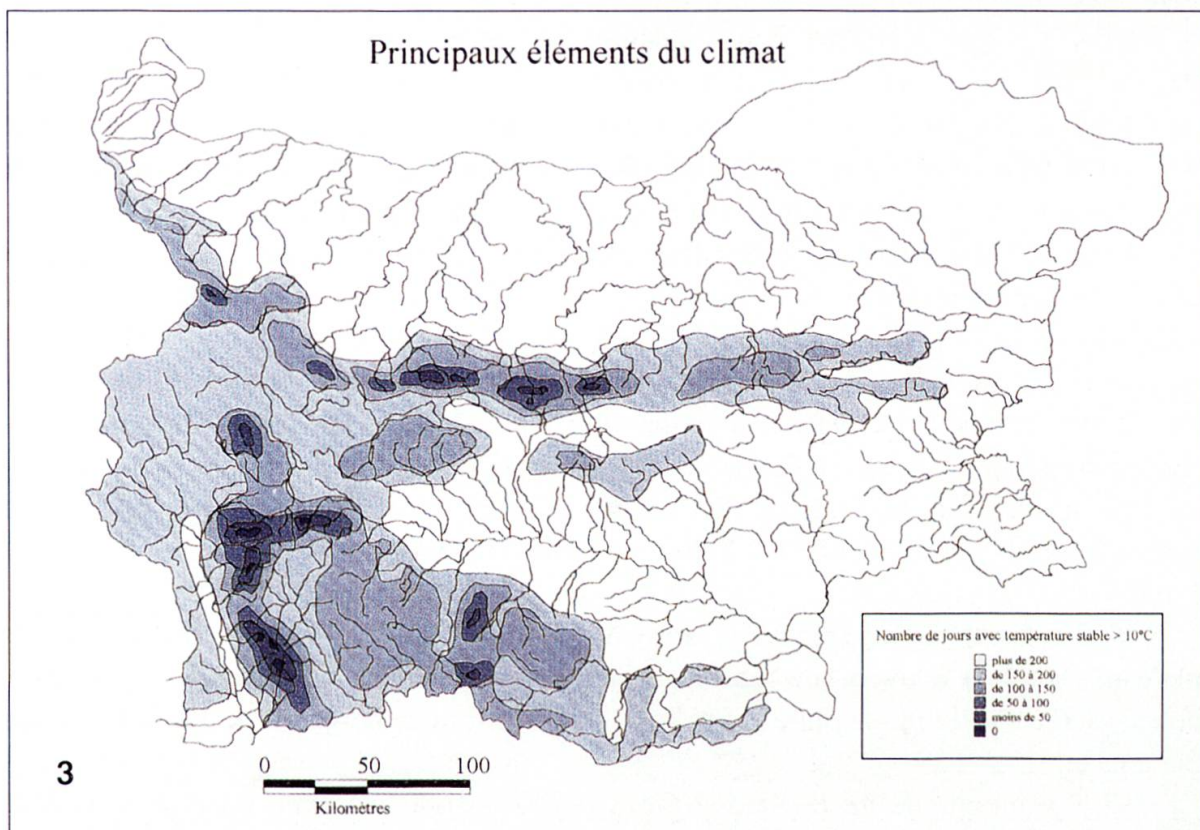 Principaux éléments du climat
Nombre de jours avec température stable > 10°C
plus de 200
de 150 à 200
de 100 à 150
de 50 à 100
moins de 50
0
3
0 50 100
Kilomètres